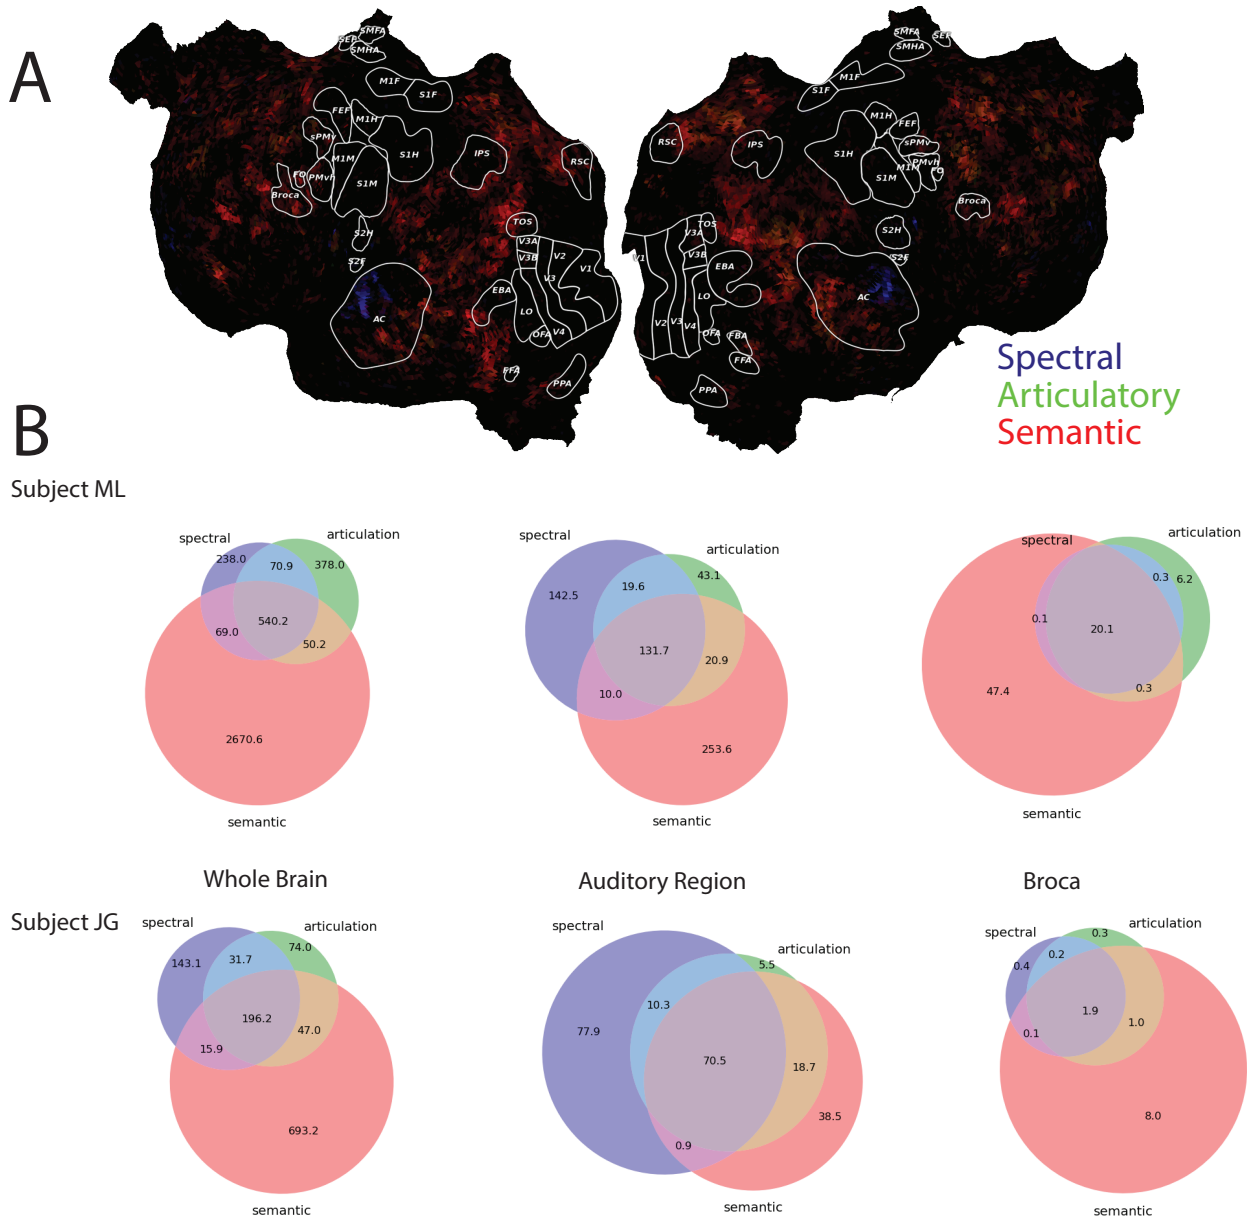 A
SMFA
SEF
SMHA
M1F
S1F
FEF
M1H
sPMv
S1H
M1M
IPS
RSC
FO
PMvh
S1M
Broca
TOS
S2H
V3A
V2
V3B
V1
S2F
V3
EBA
LO
AC
OFA
V4
FFA
PPA
SMFA
SEF
SMHA
M1F
S1F
M1H
FEF
RSC
IPS
sPMv
S1H
PMvh
M1M
FO
S1M
Broca
TOS
V3A
S2H
V3B
V1
S2F
EBA
LO
AC
V2
V3
V4
OFA
FBA
FFA
PPA
Spectral
Articulatory
Semantic
B
Subject ML
spectral
articulation
238.0
70.9
378.0
540.2
69.0
50.2
2670.6
semantic
spectral
articulation
43.1
19.6
142.5
131.7
20.9
10.0
253.6
semantic
spectral
articulation
0.3
6.2
0.1
20.1
0.3
47.4
semantic
Whole Brain
Auditory Region
Broca
Subject JG
spectral
articulation
74.0
143.1
31.7
196.2
47.0
15.9
693.2
semantic
spectral
articulation
5.5
10.3
77.9
70.5
18.7
38.5
0.9
semantic
spectral
articulation
0.3
0.2
0.4
1.9
1.0
0.1
8.0
semantic